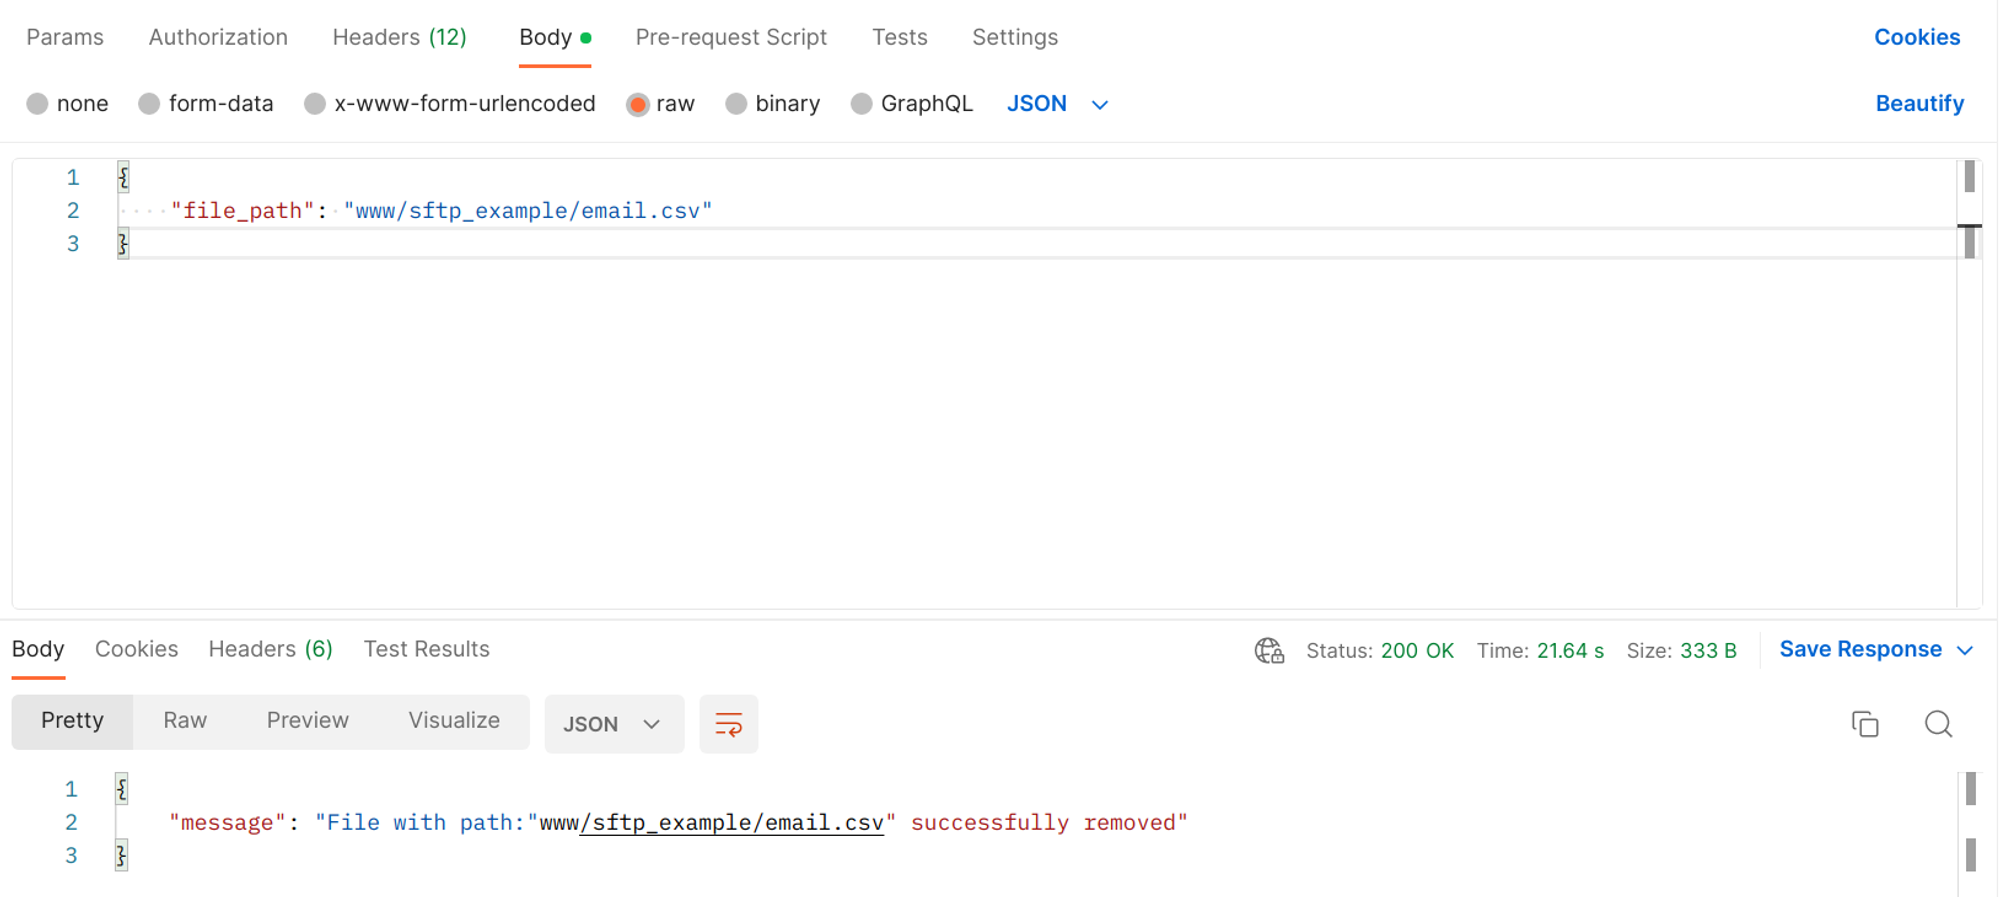 Params Authorization Headers (12) Body Pre-request Script Tests Settings Cookies
none form-data x-www-form-urlencoded raw binary GraphQL JSON Beautify
1 {
2 "file_path": "www/sftp_example/email.csv"
3 }
Body Cookies Headers (6) Test Results Status: 200 OK Time: 21.64 s Size: 333 B Save Response
Pretty Raw Preview Visualize JSON
1 {
2 "message": "File with path:"www/sftp_example/email.csv" successfully removed"
3 }